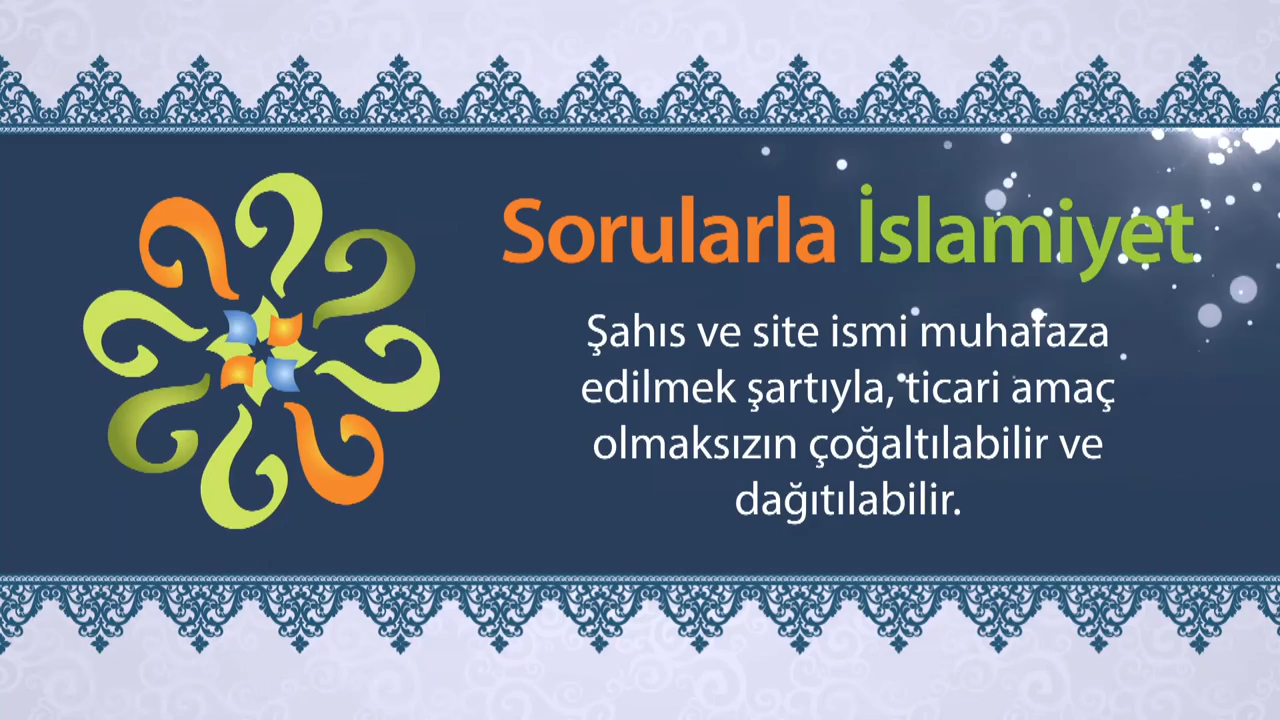 Sorularla İslamiyet
Şahıs ve site ismi muhafaza
edilmek şartıyla, ticari amaç
olmaksızın çoğaltılabilir ve
dağıtılabilir.